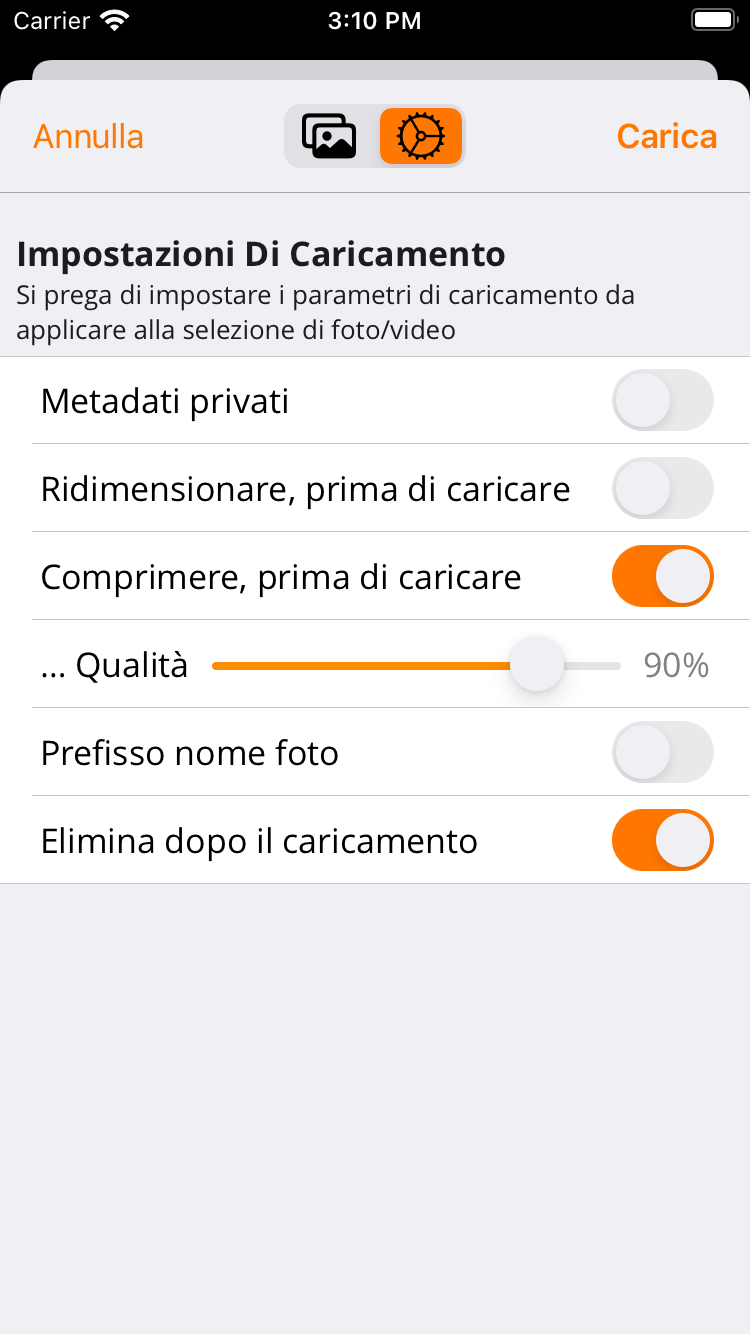 Carrier 3:10 PM
Annulla Carica
Impostazioni Di Caricamento
Si prega di impostare i parametri di caricamento da
applicare alla selezione di foto/video
Metadati privati
Ridimensionare, prima di caricare
Comprimere, prima di caricare
... Qualità 90%
Prefisso nome foto
Elimina dopo il caricamento